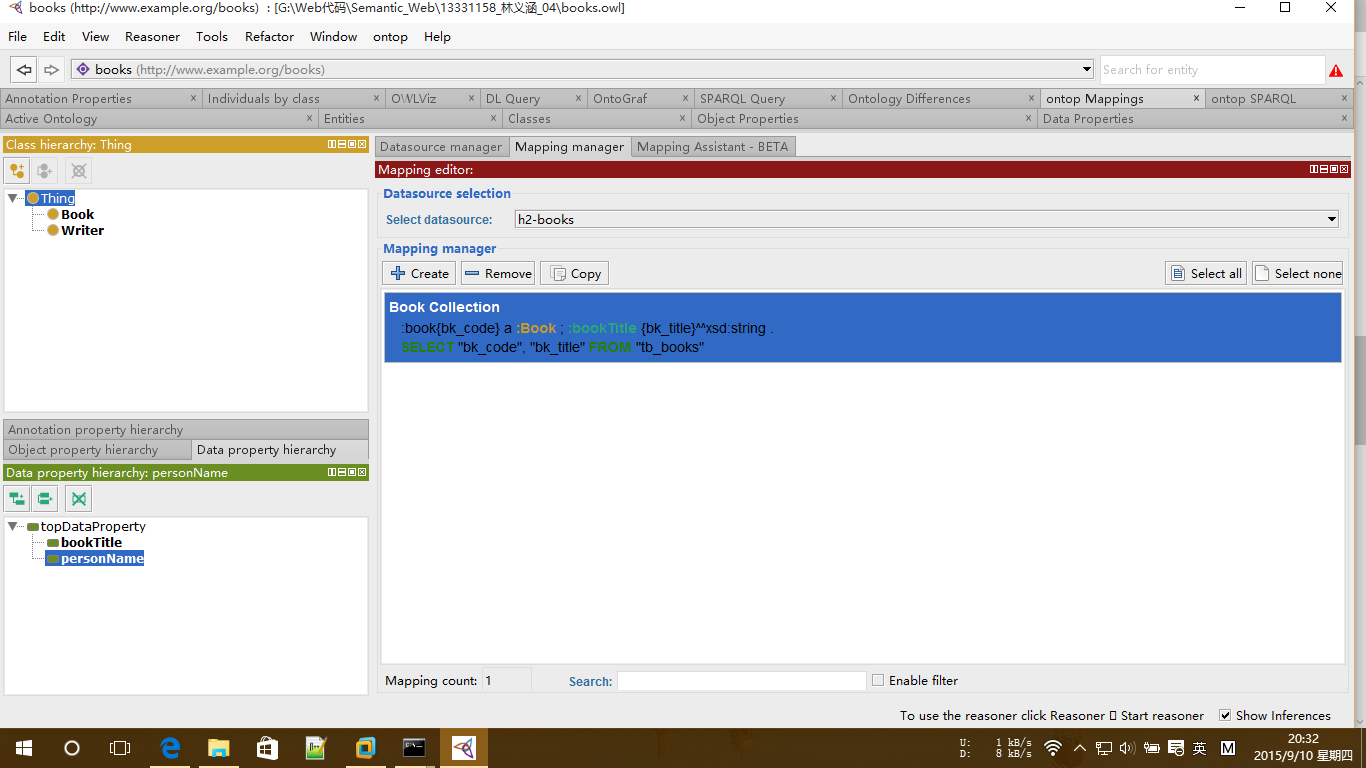 books (http://www.example.org/books) : [G:\Web代码\Semantic_Web\13331158_林义涵_04\books.owl]
File Edit View Reasoner Tools Refactor Window ontop Help
books (http://www.example.org/books) Search for entity
Annotation Properties Individuals by class OWLViz DL Query OntoGraf SPARQL Query Ontology Differences ontop Mappings ontop SPARQL
Active Ontology Entities Classes Object Properties Data Properties
Class hierarchy: Thing
Thing
Book
Writer
Annotation property hierarchy
Object property hierarchy Data property hierarchy
Data property hierarchy: personName
topDataProperty
bookTitle
personName
Datasource manager Mapping manager Mapping Assistant - BETA
Mapping editor:
Datasource selection
Select datasource: h2-books
Mapping manager
Create Remove Copy Select all Select none
Book Collection
:book{bk_code} a :Book ; :bookTitle {bk_title}^^xsd:string .
SELECT "bk_code", "bk_title" FROM "tb_books"
Mapping count: 1 Search: Enable filter
To use the reasoner click Reasoner ▯ Start reasoner Show Inferences
U: 1 kB/s
D: 8 kB/s
英 M
20:32
2015/9/10 星期四